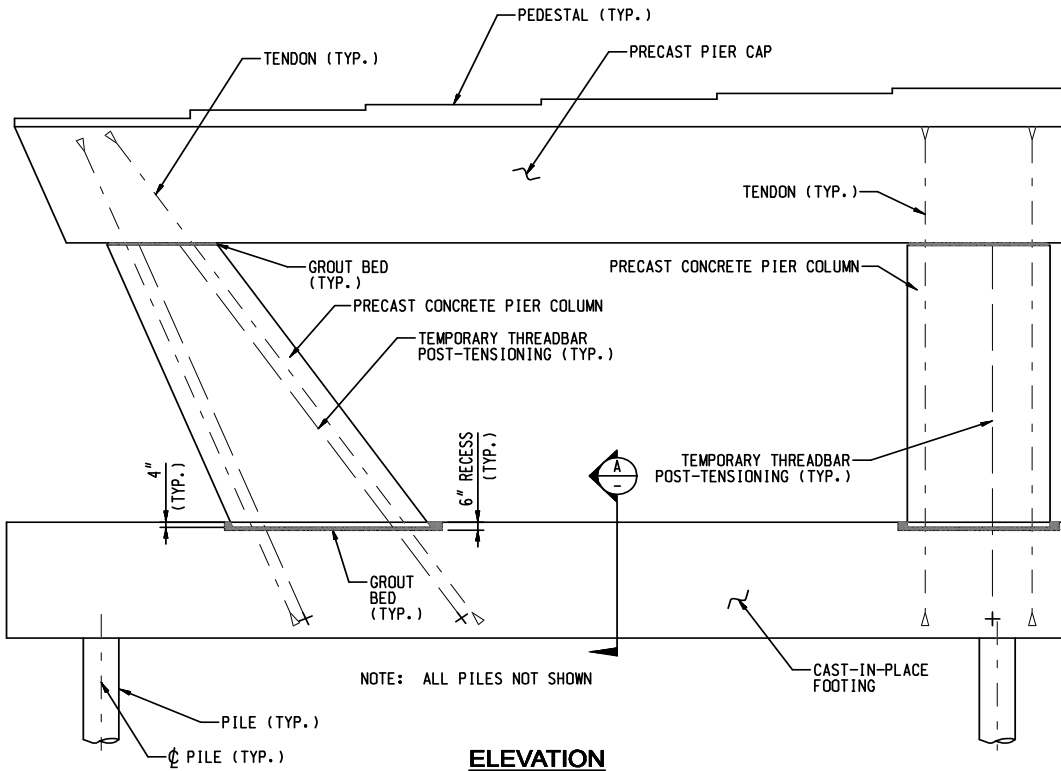 PEDESTAL (TYP.)
TENDON (TYP.)
PRECAST PIER CAP
TENDON (TYP.)
GROUT BED
(TYP.)
PRECAST CONCRETE PIER COLUMN
PRECAST CONCRETE PIER COLUMN
TEMPORARY THREADBAR
POST-TENSIONING (TYP.)
4"
(TYP.)
6" RECESS
(TYP.)
A
-
TEMPORARY THREADBAR
POST-TENSIONING (TYP.)
GROUT
BED
(TYP.)
NOTE: ALL PILES NOT SHOWN
CAST-IN-PLACE
FOOTING
PILE (TYP.)
℄ PILE (TYP.)
ELEVATION